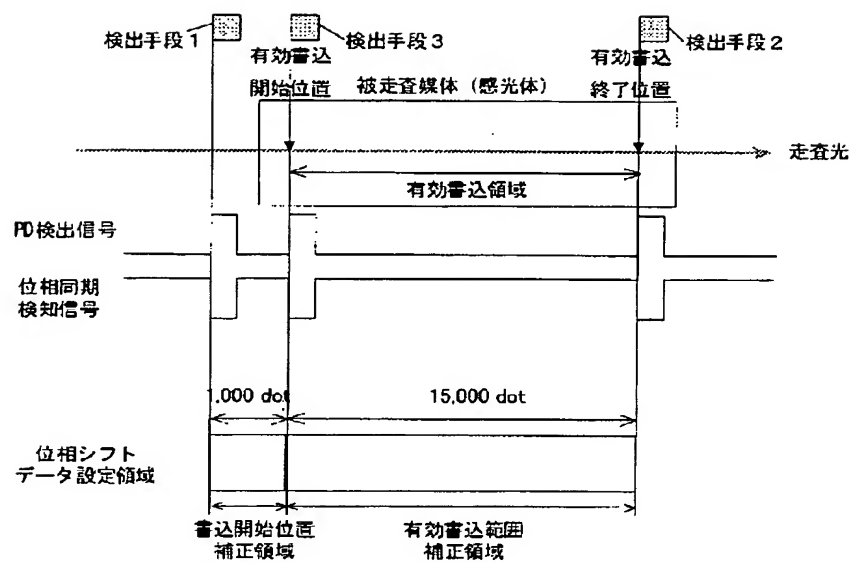 検出手段1
検出手段3
検出手段2
有効書込
開始位置
被走査媒体（感光体）
有効書込
終了位置
走査光
有効書込領域
PD検出信号
位相同期
検知信号
1,000 dot
15,000 dot
位相シフト
データ設定領域
書込開始位置
補正領域
有効書込範囲
補正領域